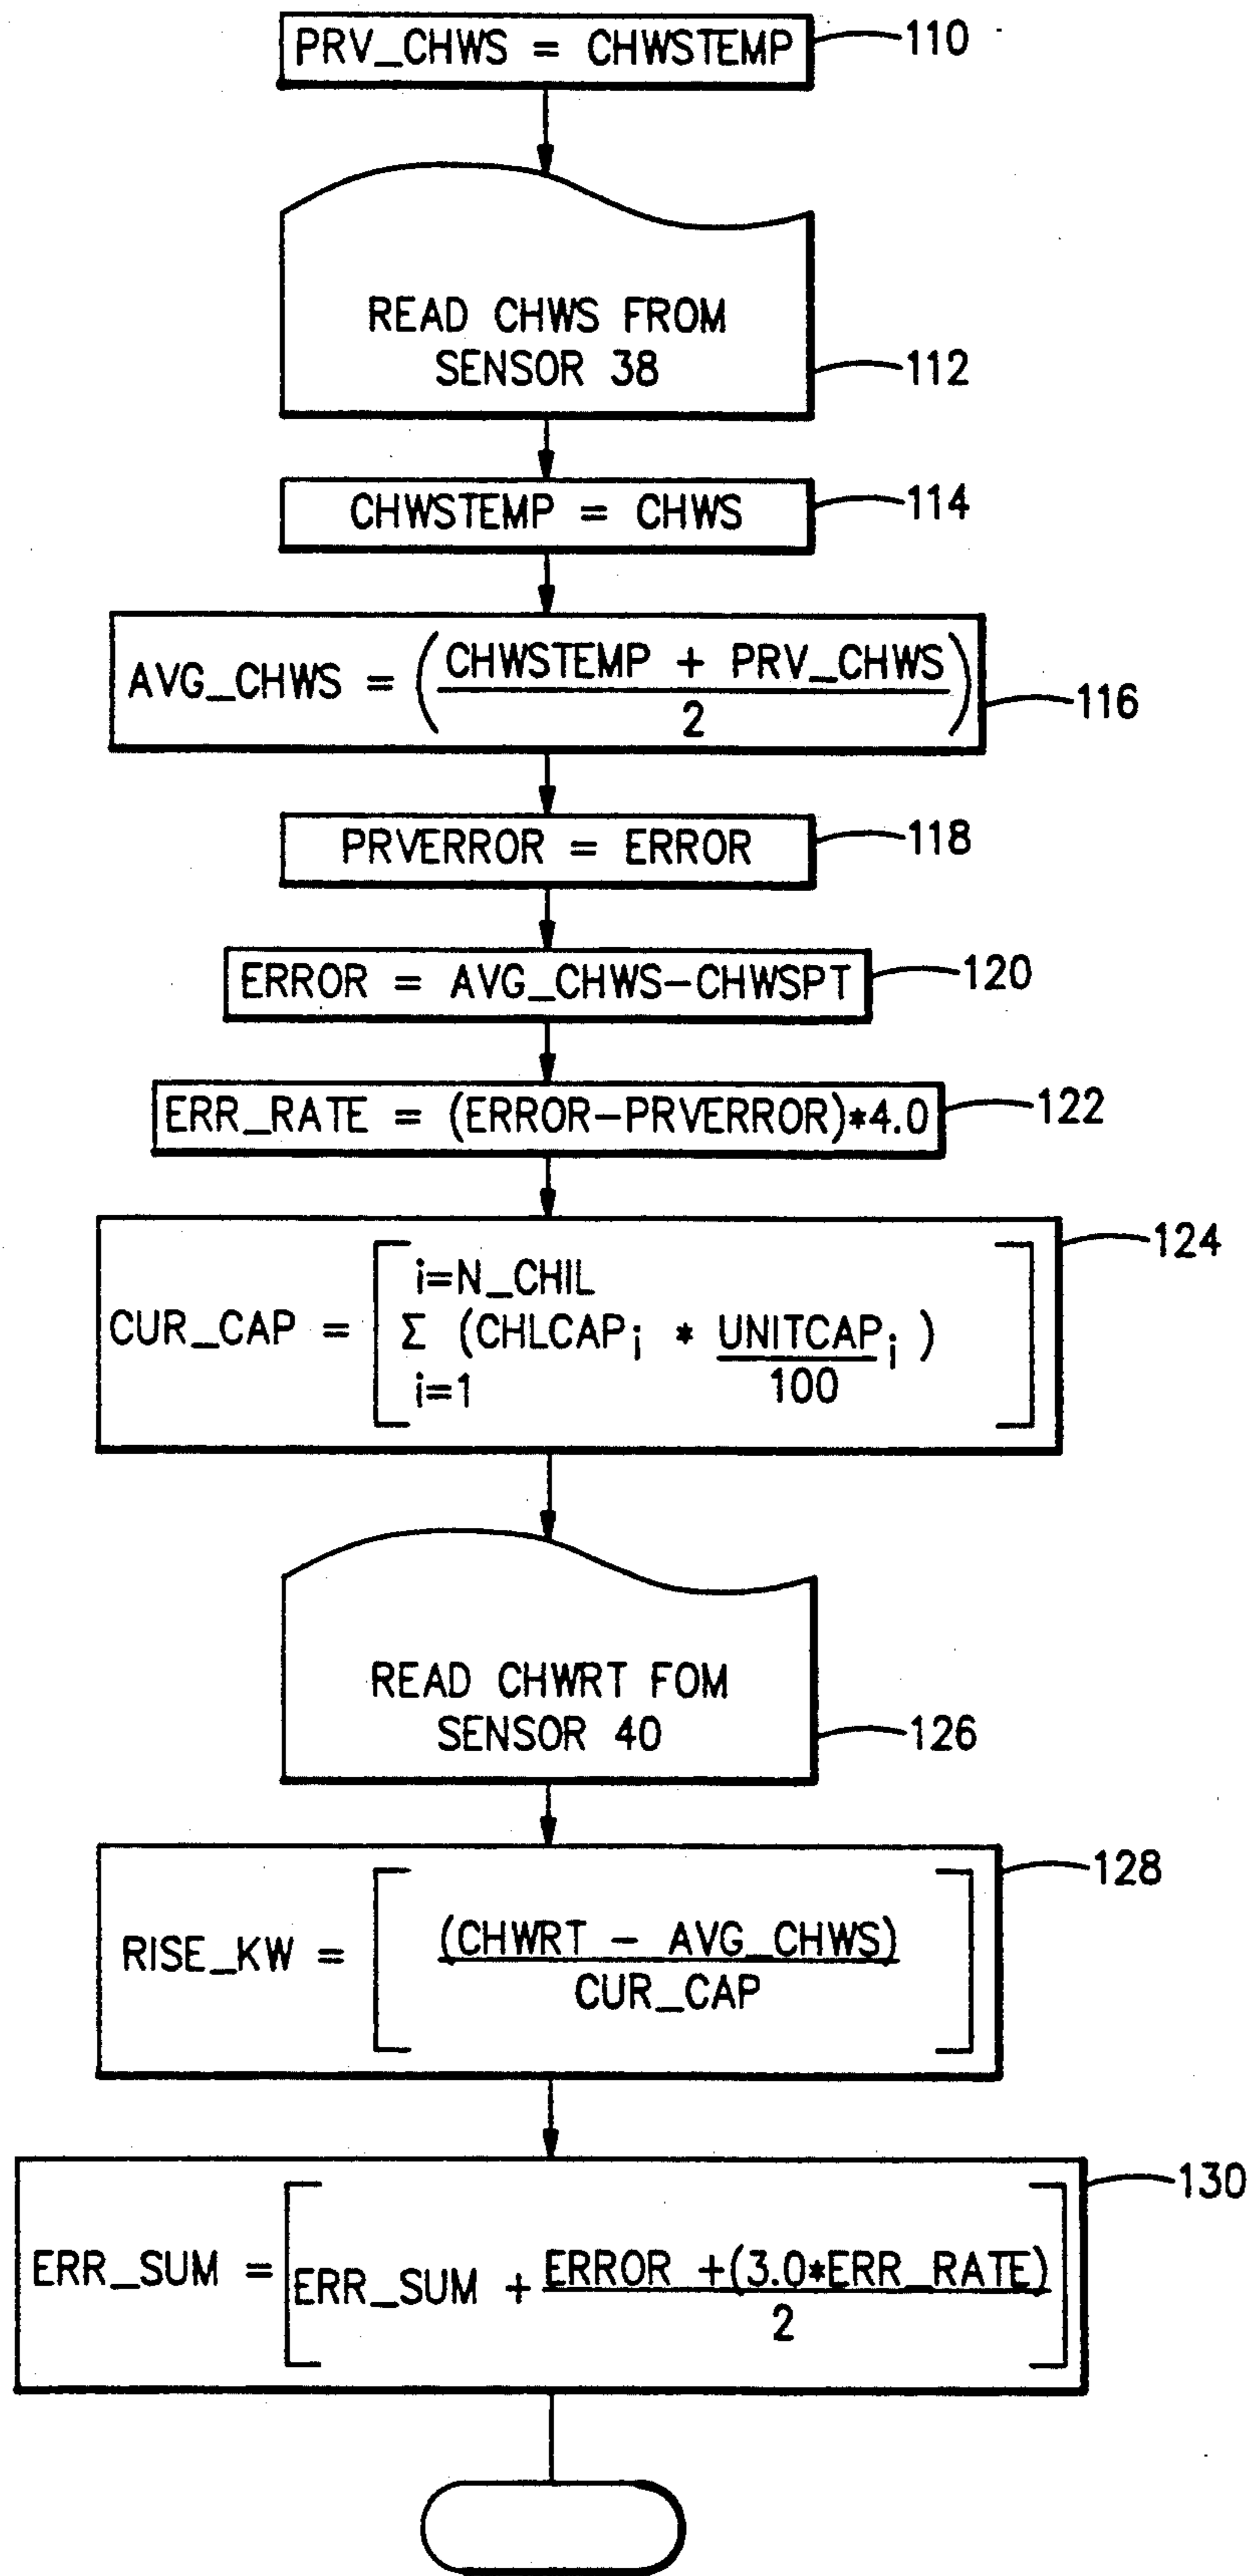 PRV_CHWS = CHWSTEMP 110
READ CHWS FROM
SENSOR 38 112
CHWSTEMP = CHWS 114
AVG_CHWS = (CHWSTEMP + PRV_CHWS)
2 116
PRVERROR = ERROR 118
ERROR = AVG_CHWS-CHWSPT 120
ERR_RATE = (ERROR-PRVERROR)*4.0 122
124
i=N_CHIL
CUR_CAP = Σ (CHLCAPi * UNITCAPi )
100
i=1
READ CHWRT FOM
SENSOR 40 126
128
RISE_KW = (CHWRT - AVG_CHWS)
CUR_CAP
130
ERR_SUM = ERR_SUM + ERROR +(3.0*ERR_RATE)
2